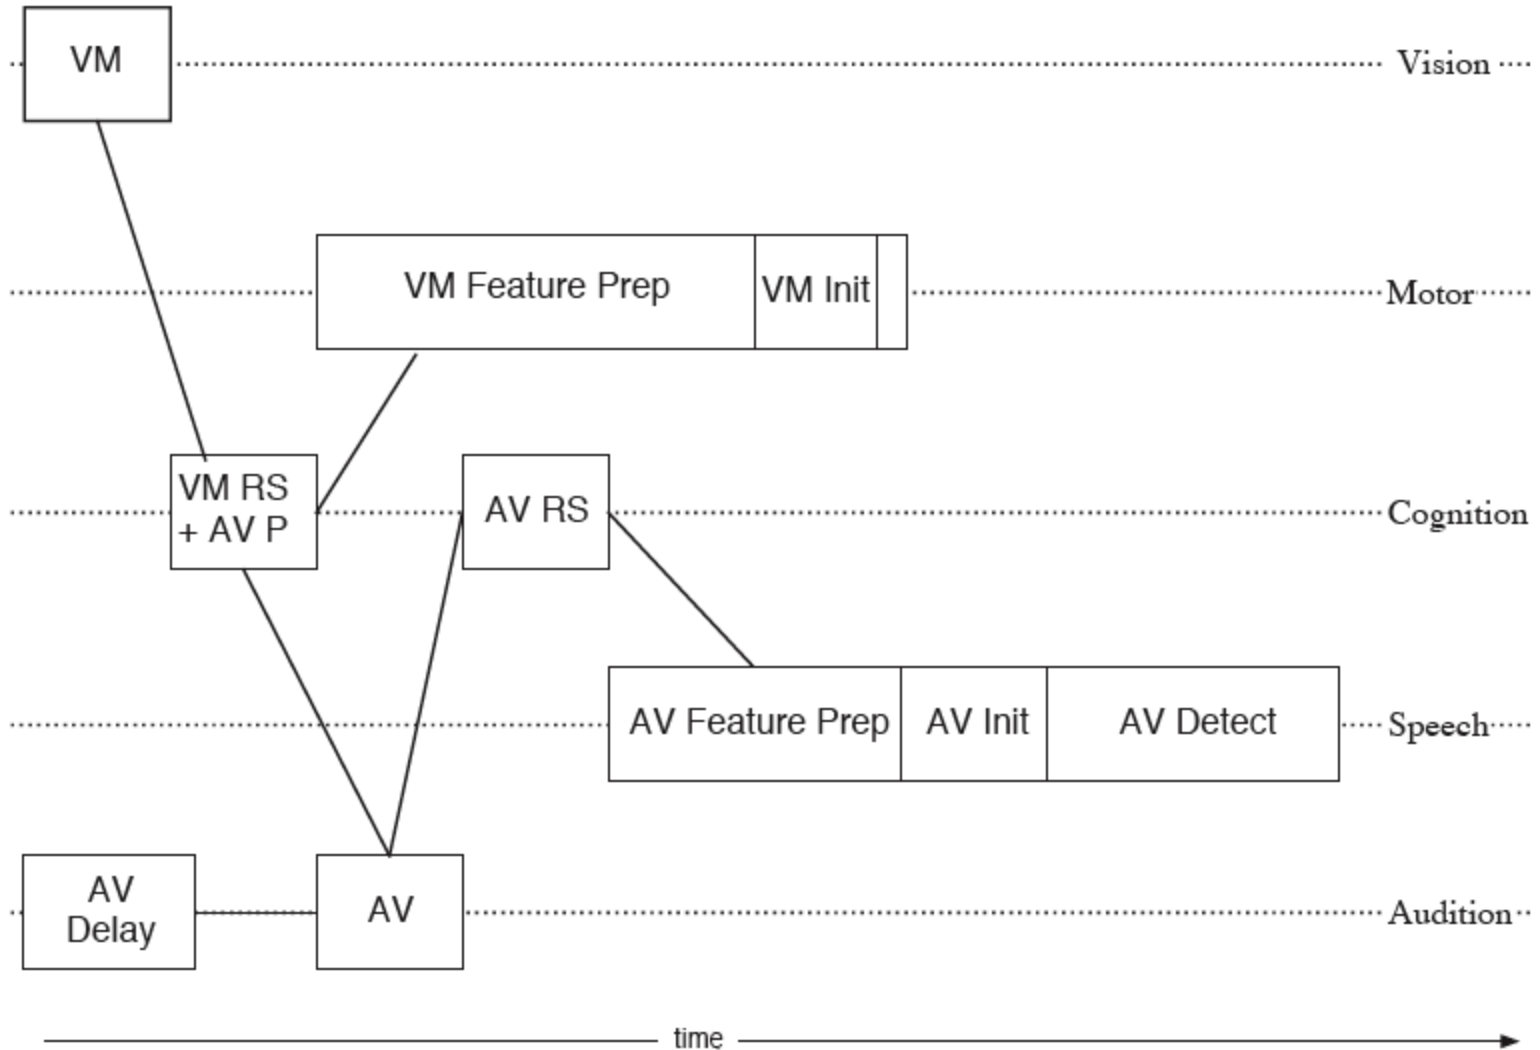 VM
Vision
VM Feature Prep
VM Init
Motor
VM RS
+ AV P
AV RS
Cognition
AV Feature Prep
AV Init
AV Detect
Speech
AV
Delay
AV
Audition
time